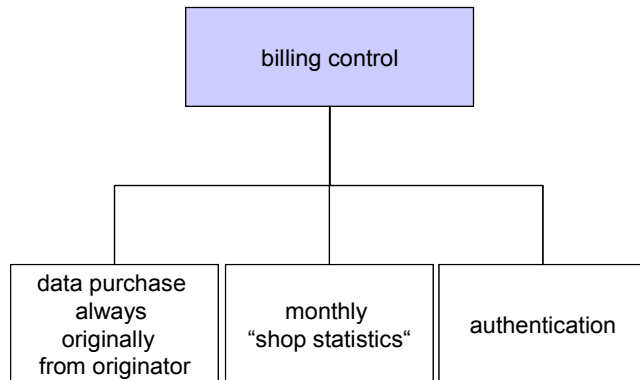 billing control
data purchase
always
originally
from originator
monthly
“shop statistics“
authentication